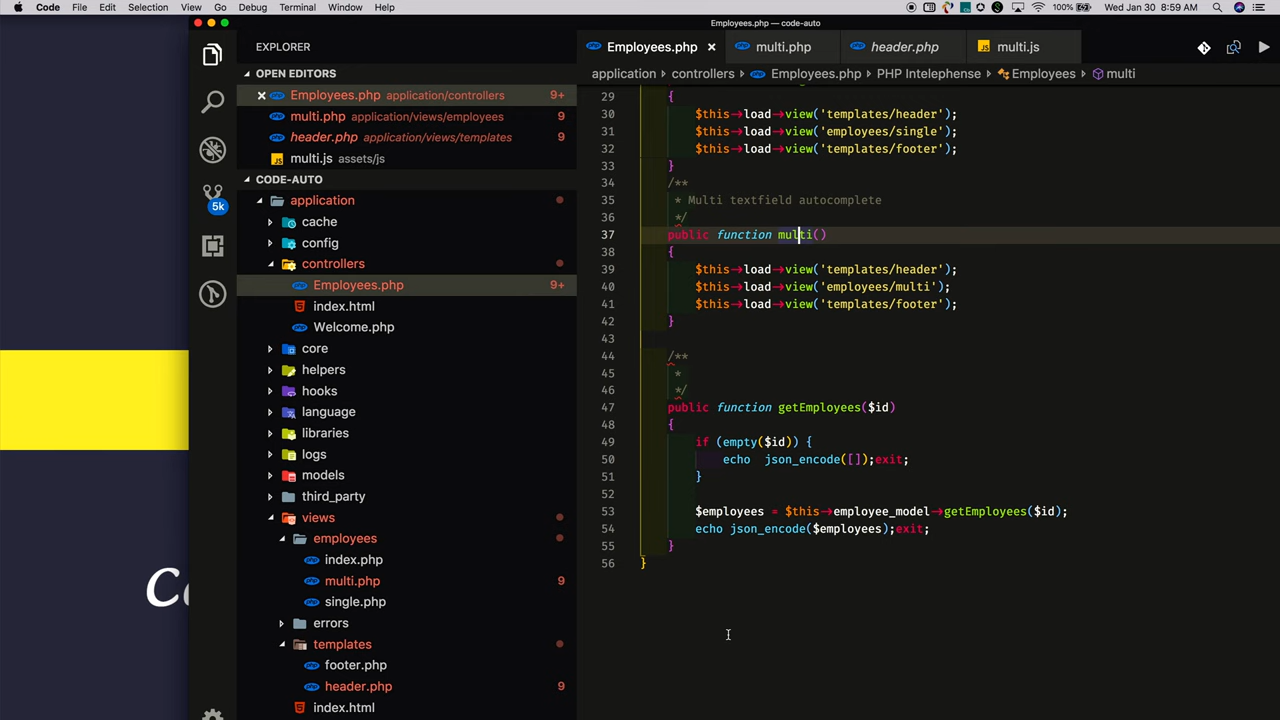 Code File Edit Selection View Go Debug Terminal Window Help 100% Wed Jan 30 8:59 AM
Employees.php — code-auto
EXPLORER
OPEN EDITORS
Employees.php application/controllers 9+
multi.php application/views/employees 9
header.php application/views/templates 9
multi.js assets/js
CODE-AUTO
application
cache
config
controllers
Employees.php 9+
index.html
Welcome.php
core
helpers
hooks
language
libraries
logs
models
third_party
views
employees
index.php
multi.php 9
single.php
errors
templates
footer.php
header.php 9
index.html
5k
Employees.php multi.php header.php multi.js
application controllers Employees.php PHP Intelephense Employees multi
29 {
30 $this→load→view('templates/header');
31 $this→load→view('employees/single');
32 $this→load→view('templates/footer');
33 }
34 /**
35 * Multi textfield autocomplete
36 */
37 public function multi()
38 {
39 $this→load→view('templates/header');
40 $this→load→view('employees/multi');
41 $this→load→view('templates/footer');
42 }
43
44 /**
45 *
46 */
47 public function getEmployees($id)
48 {
49 if (empty($id)) {
50 echo json_encode([]);exit;
51 }
52
53 $employees = $this→employee_model→getEmployees($id);
54 echo json_encode($employees);exit;
55 }
56 }